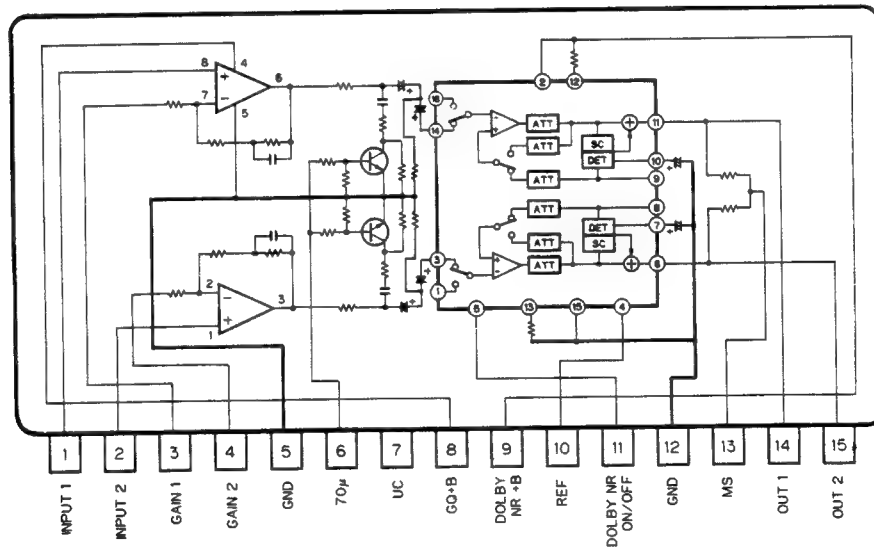 4
8
+
6
7
−
5
2
12
16
14
ATT
ATT
SC
DET
+
11
10
9
ATT
ATT
ATT
ATT
8
7
6
DET
SC
+
3
1
5
13
15
4
2
−
3
+
1
1
2
3
4
5
6
7
8
9
10
11
12
13
14
15
INPUT 1
INPUT 2
GAIN 1
GAIN 2
GND
70μ
UC
GQ+B
DOLBY
NR +B
REF
DOLBY NR
ON/OFF
GND
MS
OUT 1
OUT 2